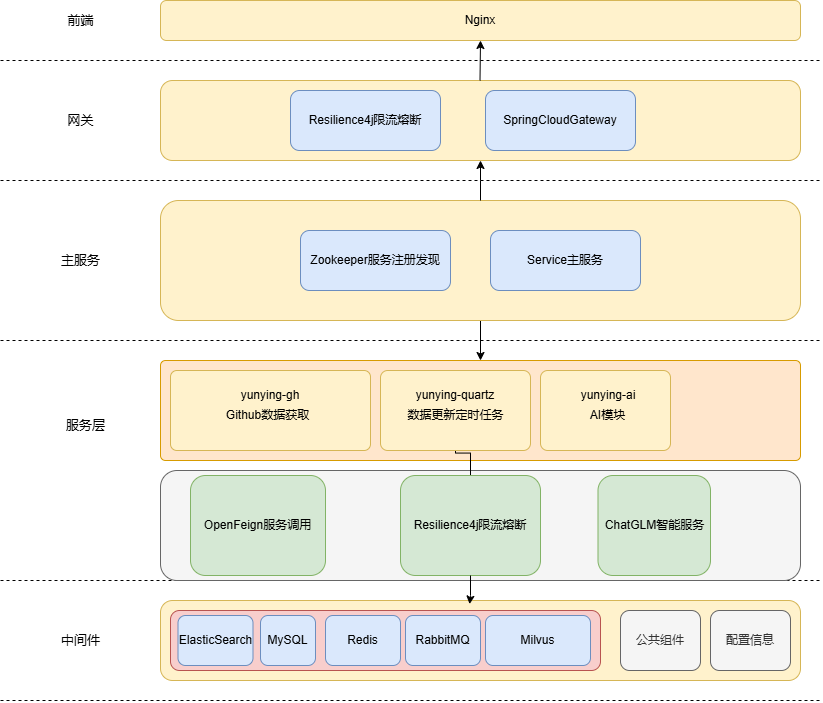 前端
Nginx
网关
Resilience4j限流熔断
SpringCloudGateway
主服务
Zookeeper服务注册发现
Service主服务
服务层
yunying-gh
Github数据获取
yunying-quartz
数据更新定时任务
yunying-ai
AI模块
OpenFeign服务调用
Resilience4j限流熔断
ChatGLM智能服务
中间件
ElasticSearch
MySQL
Redis
RabbitMQ
Milvus
公共组件
配置信息